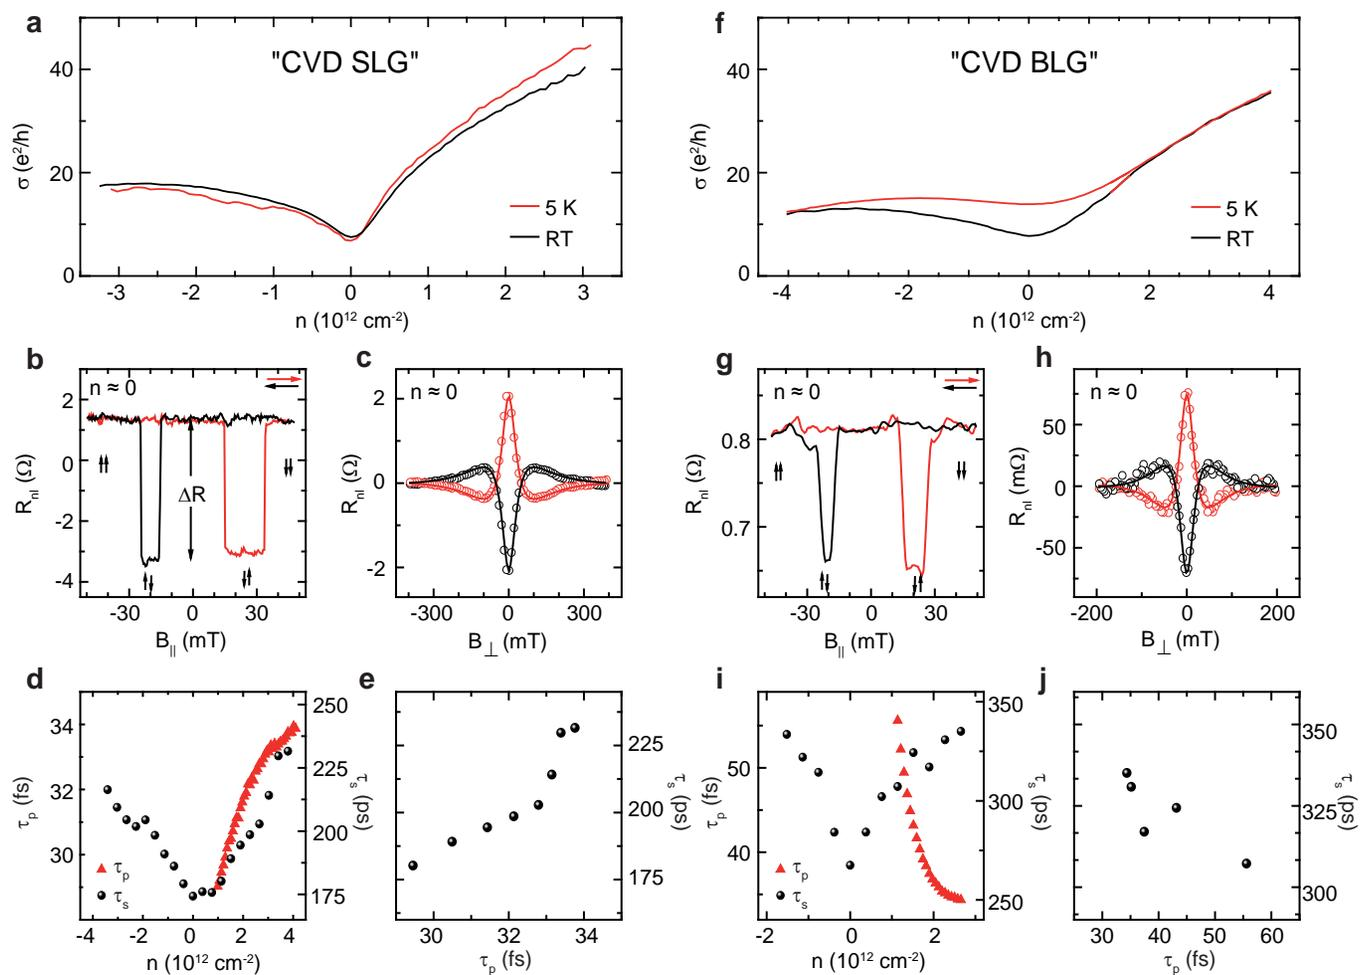 a
"CVD SLG"
σ (e²/h)
40
20
0
5 K
RT
-3 -2 -1 0 1 2 3
n (10¹² cm⁻²)
f
"CVD BLG"
σ (e²/h)
40
20
0
5 K
RT
-4 -2 0 2 4
n (10¹² cm⁻²)
b
n ≈ 0
R_nl (Ω)
2
0
-2
-4
ΔR
-30 0 30
B_|| (mT)
c
n ≈ 0
R_nl (Ω)
2
0
-2
-300 0 300
B_⊥ (mT)
g
n ≈ 0
R_nl (Ω)
0.8
0.7
-30 0 30
B_|| (mT)
h
n ≈ 0
R_nl (mΩ)
50
0
-50
-200 0 200
B_⊥ (mT)
d
τ_p (fs)
34
32
30
τ_p
τ_s
250
225
200
175
τ_s (ps)
-4 -2 0 2 4
n (10¹² cm⁻²)
e
225
200
175
τ_s (ps)
30 32 34
τ_p (fs)
i
τ_p (fs)
50
40
τ_p
τ_s
350
300
250
τ_s (ps)
-2 0 2
n (10¹² cm⁻²)
j
350
325
300
τ_s (ps)
30 40 50 60
τ_p (fs)